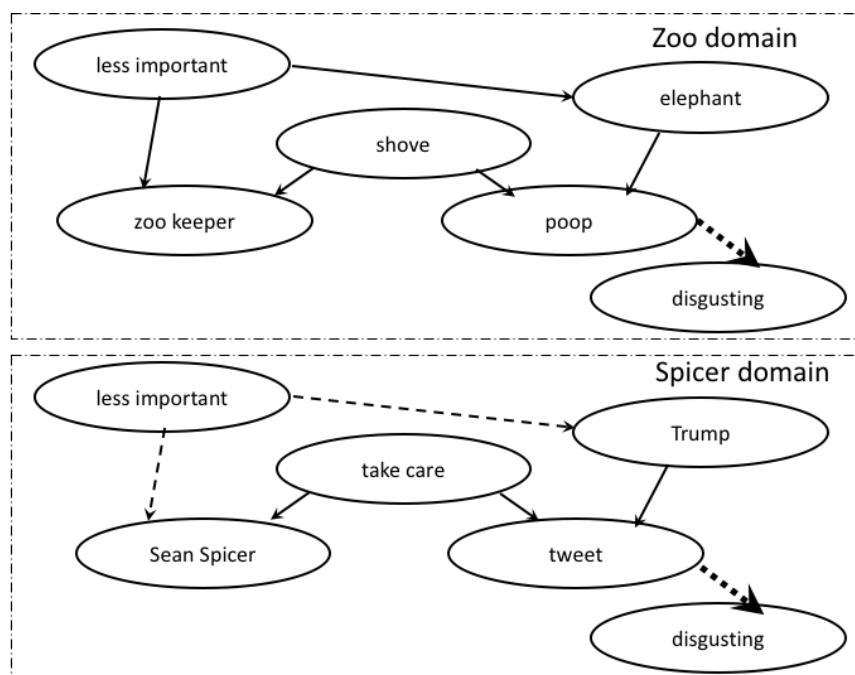 Zoo domain
less important
elephant
shove
zoo keeper
poop
disgusting
Spicer domain
less important
Trump
take care
Sean Spicer
tweet
disgusting